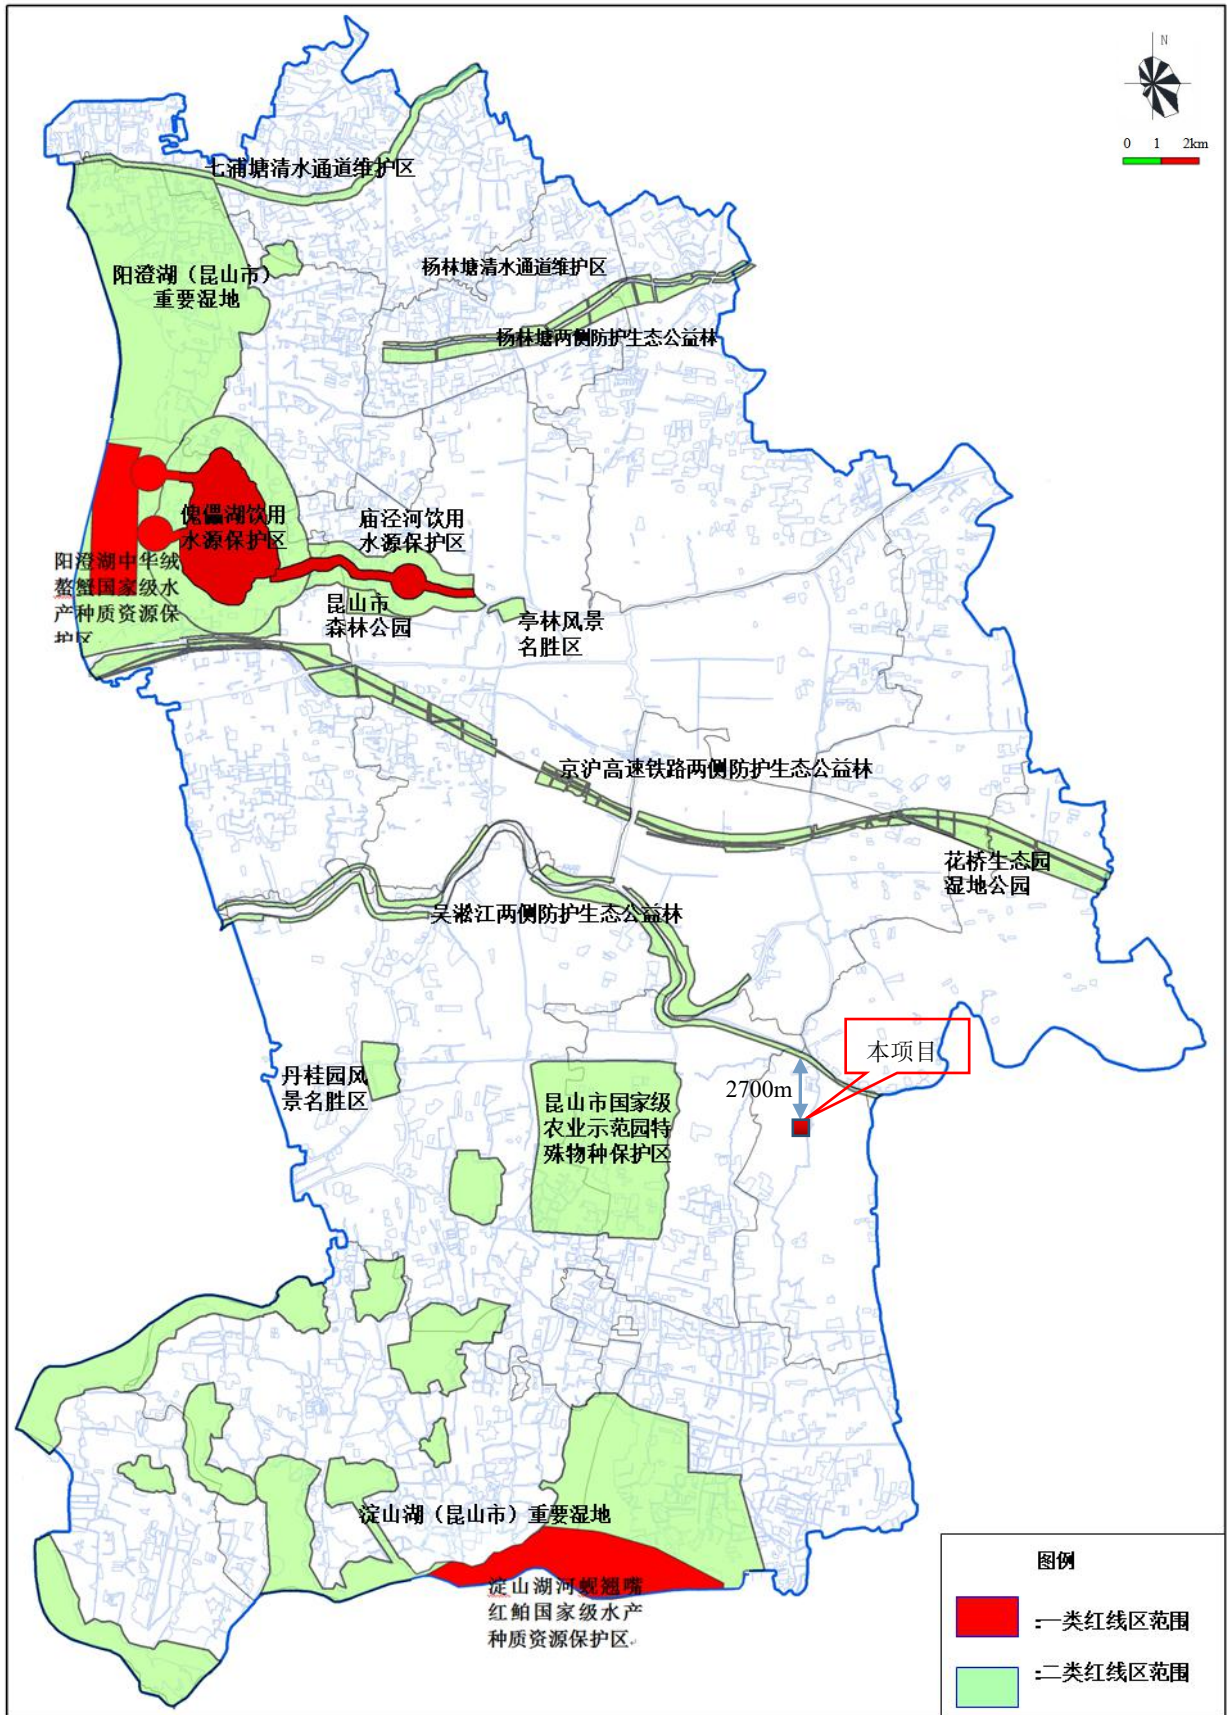 N
0 1 2km
七浦塘清水通道维护区
阳澄湖（昆山市）
重要湿地
杨林塘清水通道维护区
杨林塘两侧防护生态公益林
傀儡湖饮用
水源保护区
庙泾河饮用
水源保护区
阳澄湖中华绒
螯蟹国家级水
产种质资源保
护区
昆山市
森林公园
亭林风景
名胜区
京沪高速铁路两侧防护生态公益林
花桥生态园
湿地公园
吴淞江两侧防护生态公益林
本项目
2700m
丹桂园风
景名胜区
昆山市国家级
农业示范园特
殊物种保护区
淀山湖（昆山市）重要湿地
淀山湖河蚬翘嘴
红鲌国家级水产
种质资源保护区
图例
:一类红线区范围
:二类红线区范围